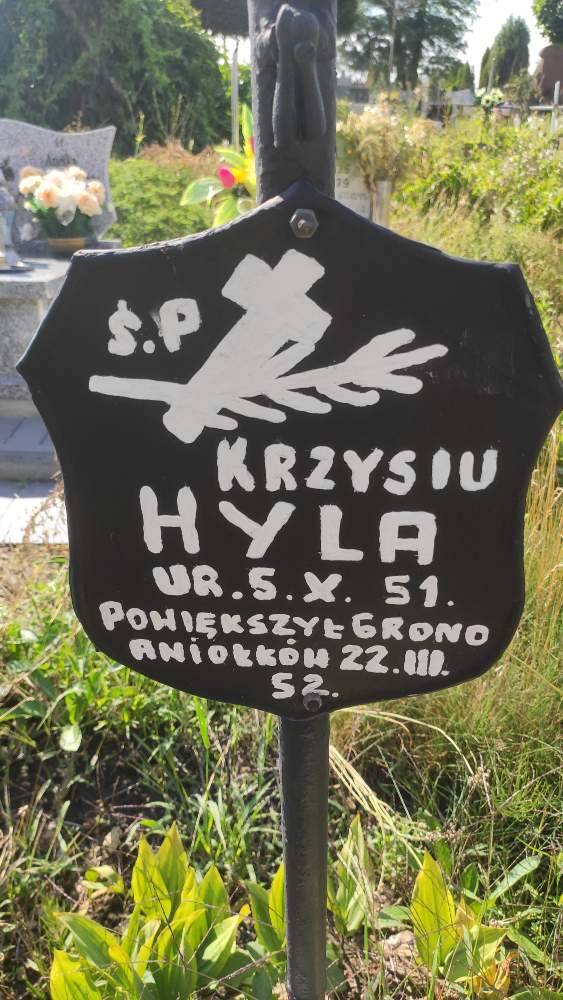 Ś.P
KRZYSIU
HYLA
UR. 5. X. 51.
POWIĘKSZYŁ GRONO
ANIOŁKÓW 22. III.
52.